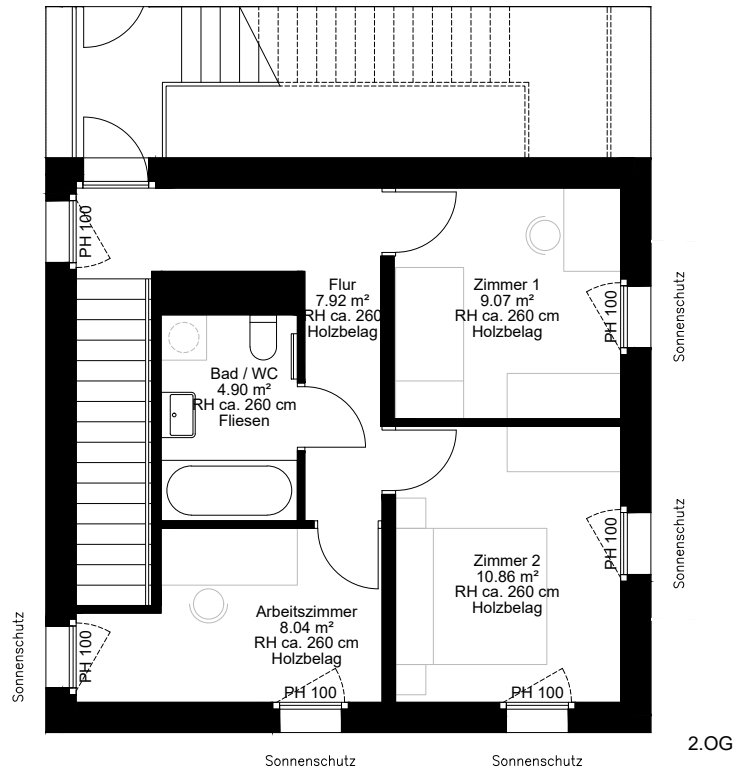 PH 100
Flur
7.92 m²
RH ca. 260
Holzbelag
Zimmer 1
9.07 m²
RH ca. 260 cm
Holzbelag
PH 100
Sonnenschutz
Bad / WC
4.90 m²
RH ca. 260 cm
Fliesen
Zimmer 2
10.86 m²
RH ca. 260 cm
Holzbelag
PH 100
Sonnenschutz
Arbeitszimmer
8.04 m²
RH ca. 260 cm
Holzbelag
Sonnenschutz
PH 100
PH 100
PH 100
Sonnenschutz
Sonnenschutz
2.OG